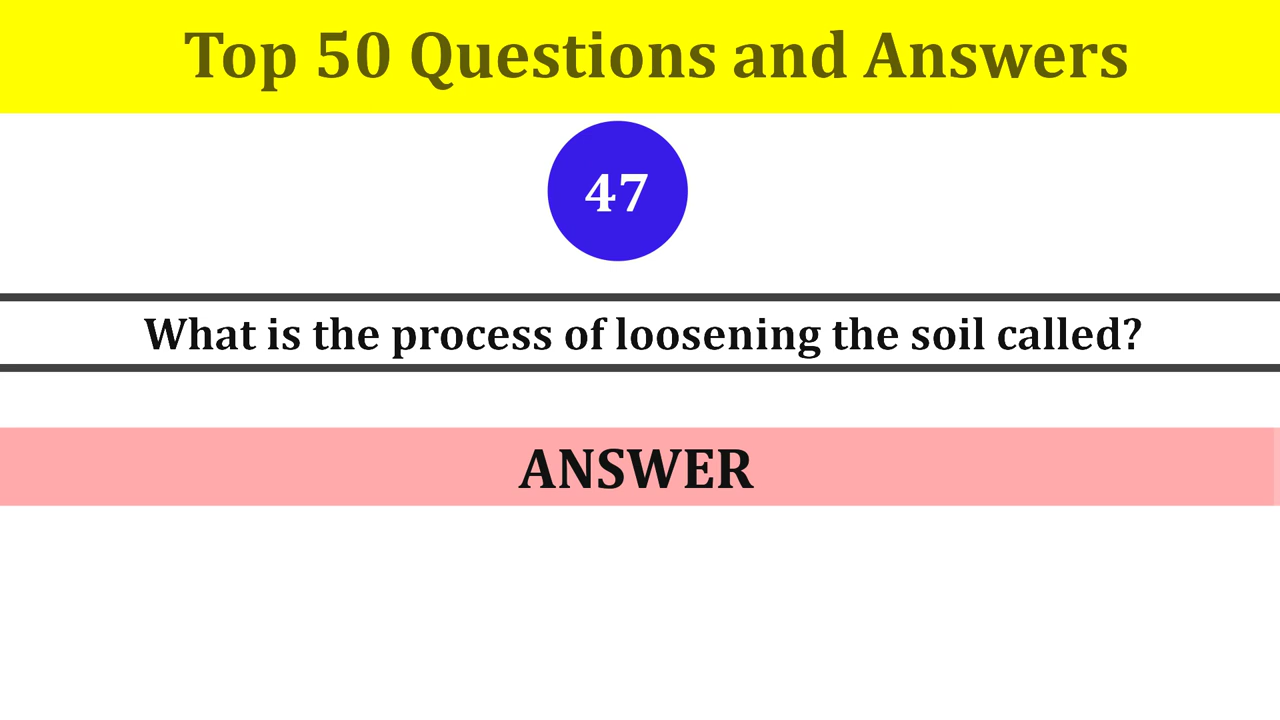 Top 50 Questions and Answers
47
What is the process of loosening the soil called?
ANSWER